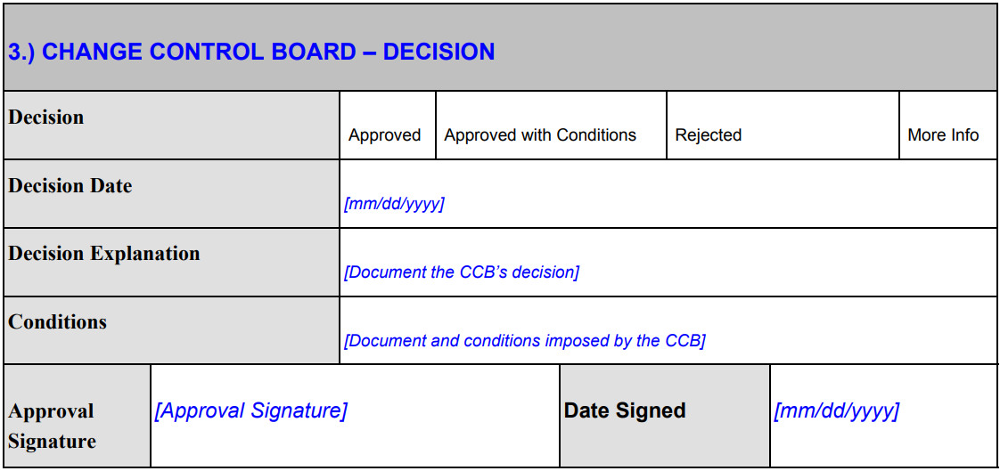 3.) CHANGE CONTROL BOARD – DECISION
Decision
Approved
Approved with Conditions
Rejected
More Info
Decision Date
[mm/dd/yyyy]
Decision Explanation
[Document the CCB’s decision]
Conditions
[Document and conditions imposed by the CCB]
Approval
Signature
[Approval Signature]
Date Signed
[mm/dd/yyyy]